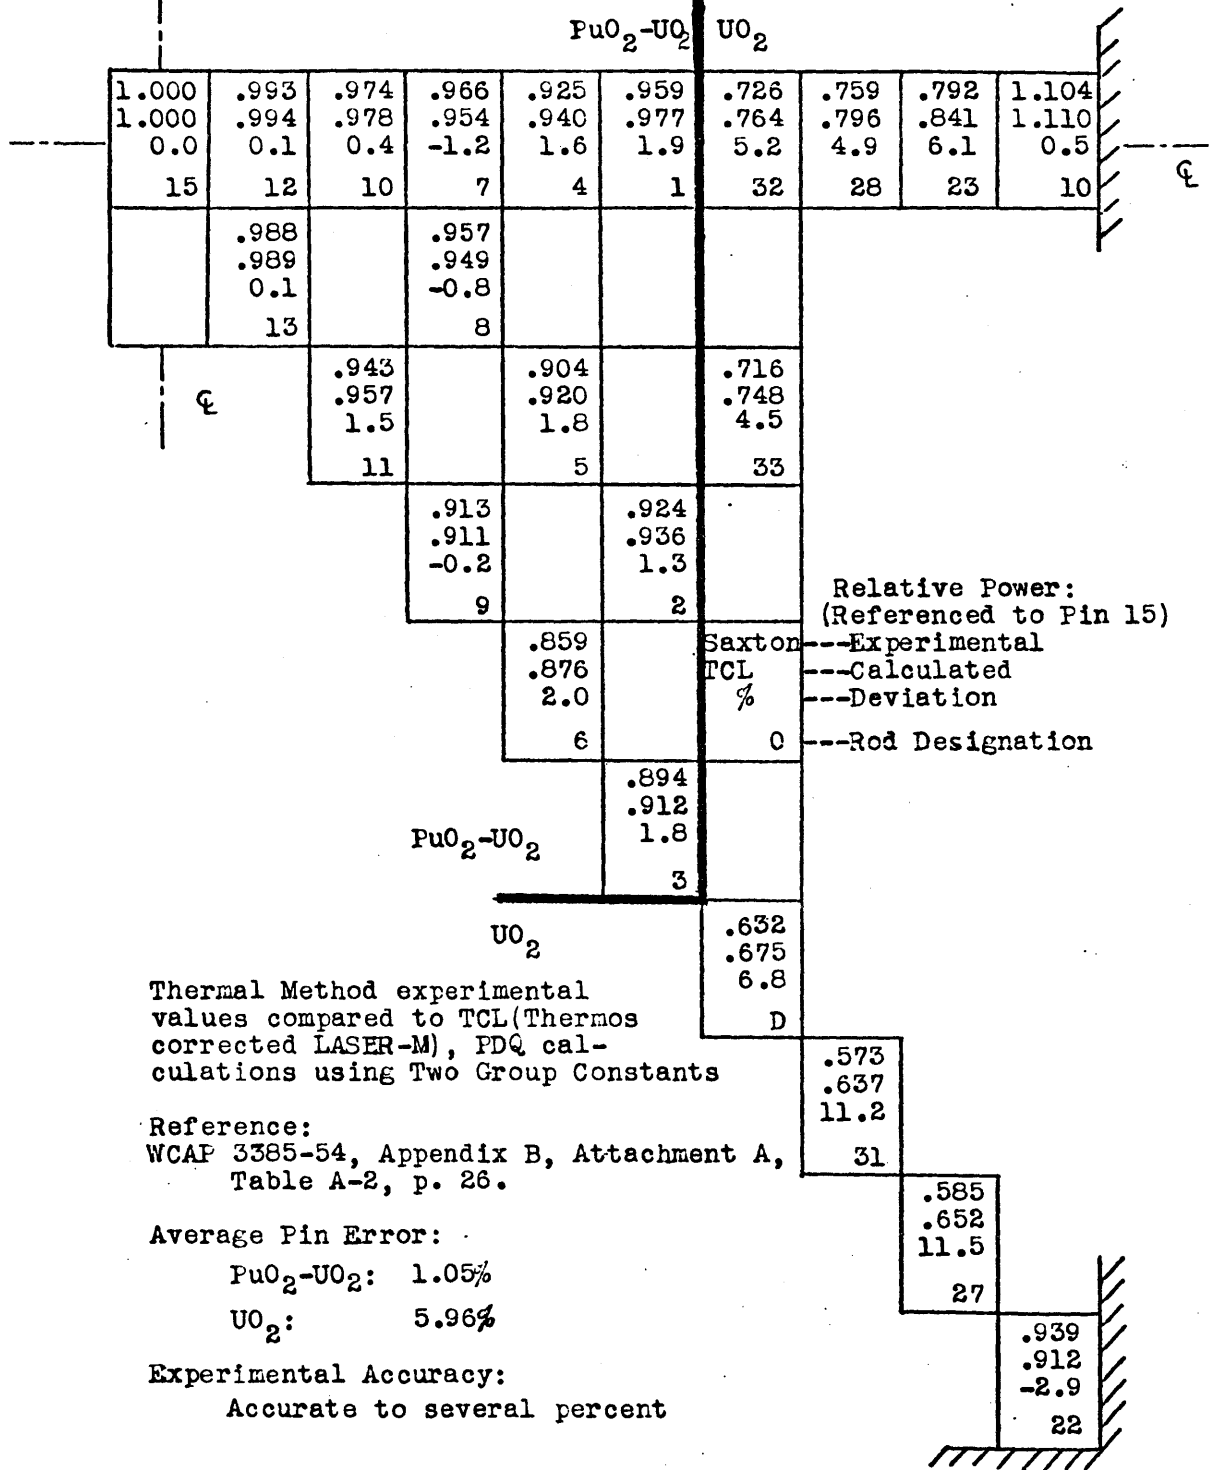 PuO2-UO2 UO2
1.000 .993 .974 .966 .925 .959 .726 .759 .792 1.104
1.000 .994 .978 .954 .940 .977 .764 .796 .841 1.110
0.0 0.1 0.4 -1.2 1.6 1.9 5.2 4.9 6.1 0.5
15 12 10 7 4 1 32 28 23 10
℄
.988 .957
.989 .949
0.1 -0.8
13 8
.943 .904 .716
.957 .920 .748
1.5 1.8 4.5
11 5 33
℄
.913 .924
.911 .936
-0.2 1.3
9 2
Relative Power:
(Referenced to Pin 15)
.859 Saxton---Experimental
.876 TCL ---Calculated
2.0 % ---Deviation
6 0 ---Rod Designation
.894
.912
1.8
3
PuO2-UO2
UO2
.632
.675
6.8
D
Thermal Method experimental
values compared to TCL(Thermos
corrected LASER-M), PDQ cal-
culations using Two Group Constants
.573
.637
11.2
31
Reference:
WCAP 3385-54, Appendix B, Attachment A,
Table A-2, p. 26.
.585
.652
11.5
27
Average Pin Error:
PuO2-UO2: 1.05%
UO2: 5.96%
.939
.912
-2.9
22
Experimental Accuracy:
Accurate to several percent